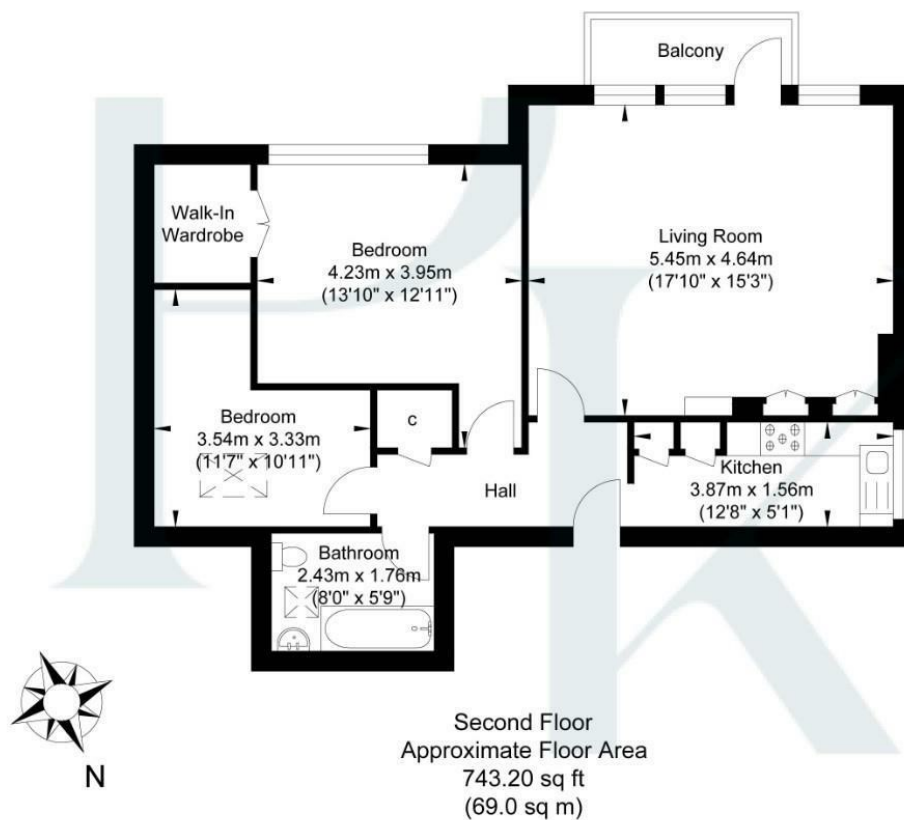 Balcony
Walk-In
Wardrobe
Bedroom
4.23m x 3.95m
(13'10" x 12'11")
Living Room
5.45m x 4.64m
(17'10 x 15'3")
Bedroom
3.54m x 3.33m
(11'7" x 10'11")
c
Hall
Kitchen
3.87m x 1.56m
(12'8" x 5'1")
Bathroom
2.43m x 1.76m
(8'0" x 5'9")
N
Second Floor
Approximate Floor Area
743.20 sq ft
(69.0 sq m)
PK